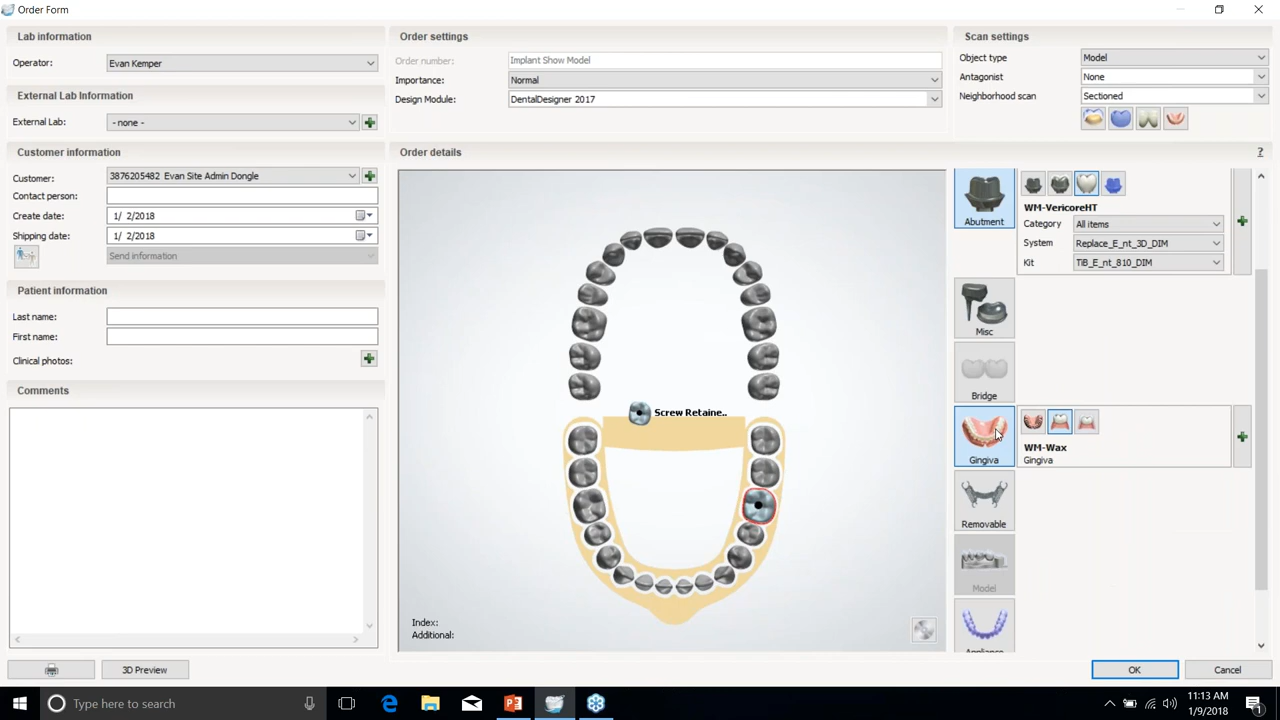 Order Form
Lab information
Operator:
Evan Kemper
External Lab Information
External Lab:
- none -
Customer information
Customer:
3876205482 Evan Site Admin Dongle
Contact person:
Create date:
1/ 2/2018
Shipping date:
1/ 2/2018
Send information
Patient information
Last name:
First name:
Clinical photos:
Comments
3D Preview
Order settings
Order number:
Implant Show Model
Importance:
Normal
Design Module:
DentalDesigner 2017
Order details
?
Screw Retaine..
Index:
Additional:
Scan settings
Object type
Model
Antagonist
None
Neighborhood scan
Sectioned
Abutment
WM-VericoreHT
Category
All items
System
Replace_E_nt_3D_DIM
Kit
TIB_E_nt_810_DIM
Misc
Bridge
Gingiva
WM-Wax
Gingiva
Removable
Model
OK
Cancel
Type here to search
11:13 AM
1/9/2018
1